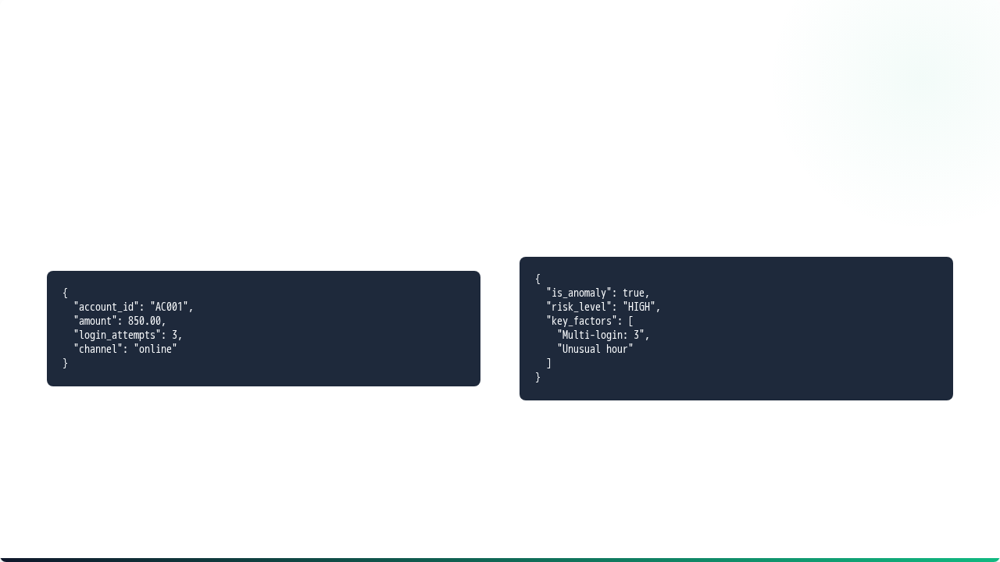 {
  "account_id": "AC001",
  "amount": 850.00,
  "login_attempts": 3,
  "channel": "online"
}
{
  "is_anomaly": true,
  "risk_level": "HIGH",
  "key_factors": [
    "Multi-login: 3",
    "Unusual hour"
  ]
}